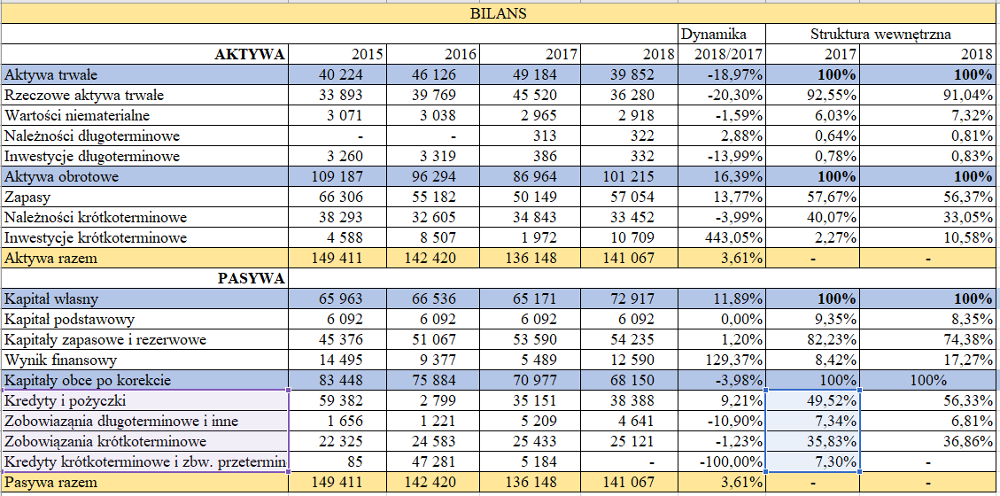 BILANS
Dynamika Struktura wewnętrzna
AKTYWA 2015 2016 2017 2018 2018/2017 2017 2018
Aktywa trwałe 40 224 46 126 49 184 39 852 -18,97% 100% 100%
Rzeczowe aktywa trwałe 33 893 39 769 45 520 36 280 -20,30% 92,55% 91,04%
Wartości niematerialne 3 071 3 038 2 965 2 918 -1,59% 6,03% 7,32%
Należności długoterminowe - - 313 322 2,88% 0,64% 0,81%
Inwestycje długoterminowe 3 260 3 319 386 332 -13,99% 0,78% 0,83%
Aktywa obrotowe 109 187 96 294 86 964 101 215 16,39% 100% 100%
Zapasy 66 306 55 182 50 149 57 054 13,77% 57,67% 56,37%
Należności krótkoterminowe 38 293 32 605 34 843 33 452 -3,99% 40,07% 33,05%
Inwestycje krótkoterminowe 4 588 8 507 1 972 10 709 443,05% 2,27% 10,58%
Aktywa razem 149 411 142 420 136 148 141 067 3,61% - -
PASYWA
Kapitał własny 65 963 66 536 65 171 72 917 11,89% 100% 100%
Kapitał podstawowy 6 092 6 092 6 092 6 092 0,00% 9,35% 8,35%
Kapitały zapasowe i rezerwowe 45 376 51 067 53 590 54 235 1,20% 82,23% 74,38%
Wynik finansowy 14 495 9 377 5 489 12 590 129,37% 8,42% 17,27%
Kapitały obce po korekcie 83 448 75 884 70 977 68 150 -3,98% 100% 100%
Kredyty i pożyczki 59 382 2 799 35 151 38 388 9,21% 49,52% 56,33%
Zobowiaząnia długoterminowe i inne 1 656 1 221 5 209 4 641 -10,90% 7,34% 6,81%
Zobowiązania krótkoterminowe 22 325 24 583 25 433 25 121 -1,23% 35,83% 36,86%
Kredyty krótkoterminowe i zbw. przetermin 85 47 281 5 184 - -100,00% 7,30% -
Pasywa razem 149 411 142 420 136 148 141 067 3,61% - -